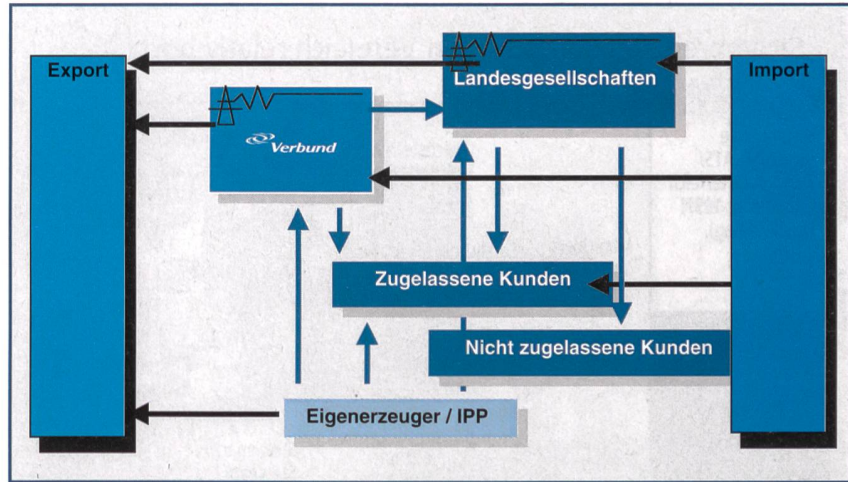 Export
Landesgesellschaften
Import
Verbund
Zugelassene Kunden
Nicht zugelassene Kunden
Eigenerzeuger / IPP